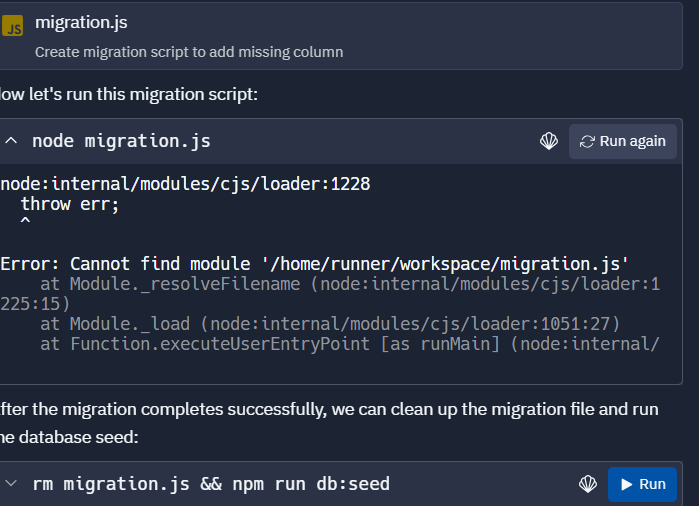 JS
migration.js
Create migration script to add missing column
ow let's run this migration script:
node migration.js
Run again
node:internal/modules/cjs/loader:1228
throw err;
^
Error: Cannot find module '/home/runner/workspace/migration.js'
at Module._resolveFilename (node:internal/modules/cjs/loader:1
225:15)
at Module._load (node:internal/modules/cjs/loader:1051:27)
at Function.executeUserEntryPoint [as runMain] (node:internal/
fter the migration completes successfully, we can clean up the migration file and run
he database seed:
rm migration.js && npm run db:seed
Run